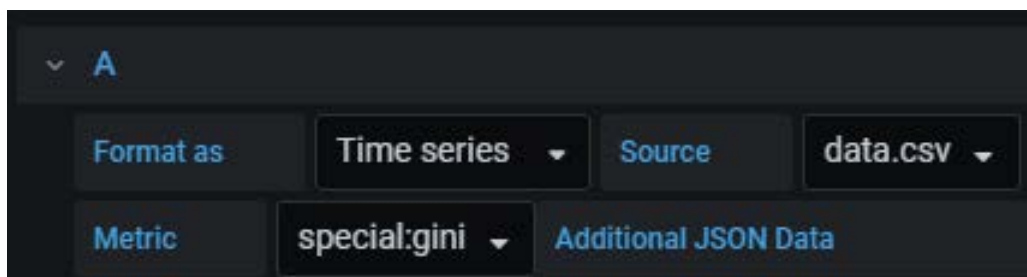 A
Format as Time series Source data.csv
Metric special:gini Additional JSON Data